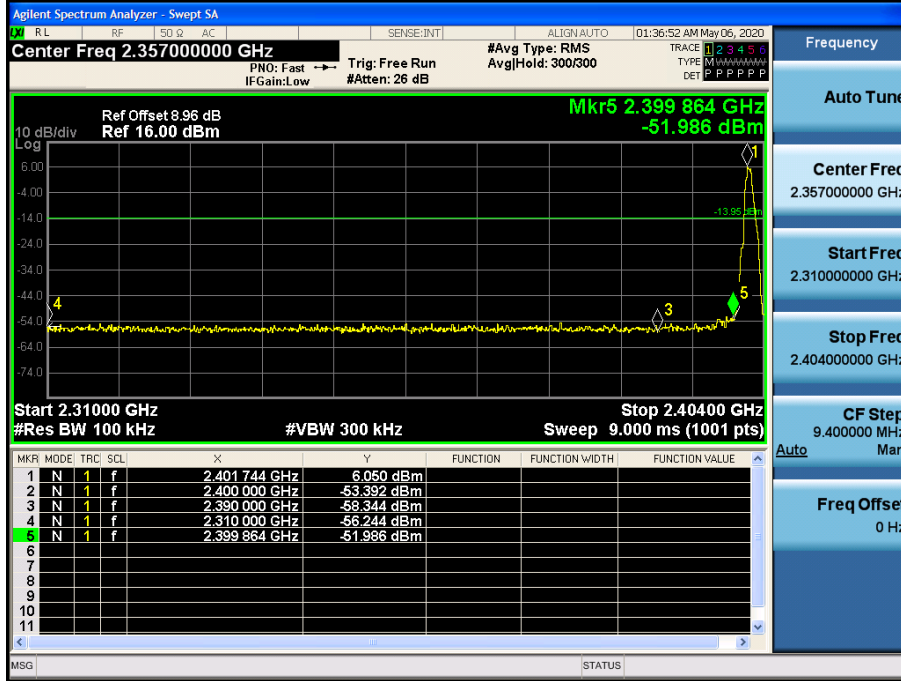 Agilent Spectrum Analyzer - Swept SA
LXI RL RF 50 Ω AC SENSE:INT ALIGN AUTO 01:36:52 AM May 06, 2020
Center Freq 2.357000000 GHz
PNO: Fast
IFGain:Low
Trig: Free Run
#Atten: 26 dB
#Avg Type: RMS
Avg|Hold: 300/300
TRACE 1 2 3 4 5 6
TYPE M WWWWW
DET P P P P P P
Ref Offset 8.96 dB
10 dB/div Ref 16.00 dBm
Log
Mkr5 2.399 864 GHz
-51.986 dBm
1
6.00
-4.00
-14.0
-13.95 dBm
-24.0
-34.0
-44.0
4
5
3
-54.0
-64.0
-74.0
Start 2.31000 GHz Stop 2.40400 GHz
#Res BW 100 kHz #VBW 300 kHz Sweep 9.000 ms (1001 pts)
MKR MODE TRC SCL X Y FUNCTION FUNCTION WIDTH FUNCTION VALUE
1 N 1 f 2.401 744 GHz 6.050 dBm
2 N 1 f 2.400 000 GHz -53.392 dBm
3 N 1 f 2.390 000 GHz -58.344 dBm
4 N 1 f 2.310 000 GHz -56.244 dBm
5 N 1 f 2.399 864 GHz -51.986 dBm
6
7
8
9
10
11
MSG STATUS
Frequency
Auto Tune
Center Freq
2.357000000 GHz
Start Freq
2.310000000 GHz
Stop Freq
2.404000000 GHz
CF Step
9.400000 MHz
Auto Man
Freq Offset
0 Hz